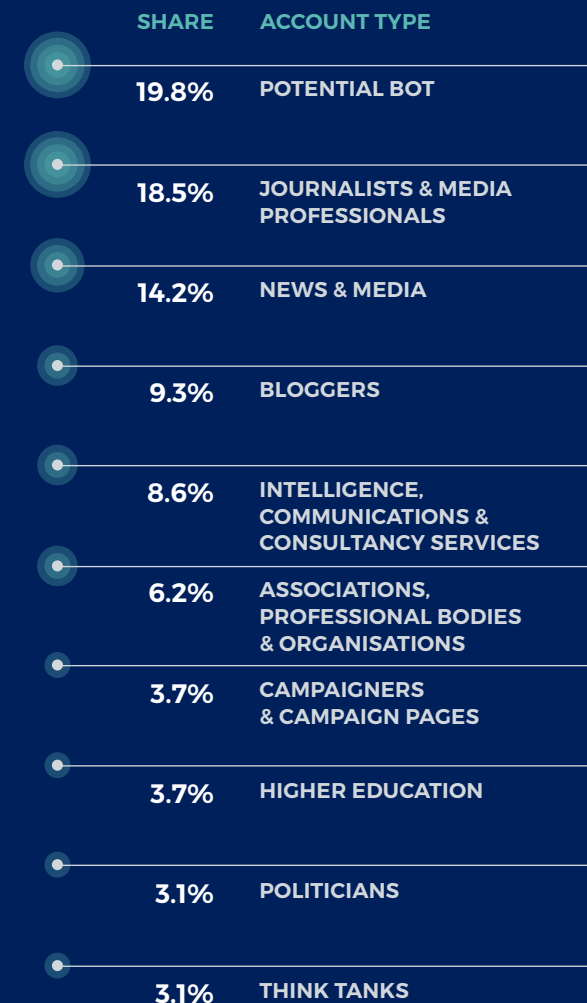 SHARE ACCOUNT TYPE
19.8% POTENTIAL BOT
18.5% JOURNALISTS & MEDIA
PROFESSIONALS
14.2% NEWS & MEDIA
9.3% BLOGGERS
8.6% INTELLIGENCE,
COMMUNICATIONS &
CONSULTANCY SERVICES
6.2% ASSOCIATIONS,
PROFESSIONAL BODIES
& ORGANISATIONS
3.7% CAMPAIGNERS
& CAMPAIGN PAGES
3.7% HIGHER EDUCATION
3.1% POLITICIANS
3.1% THINK TANKS